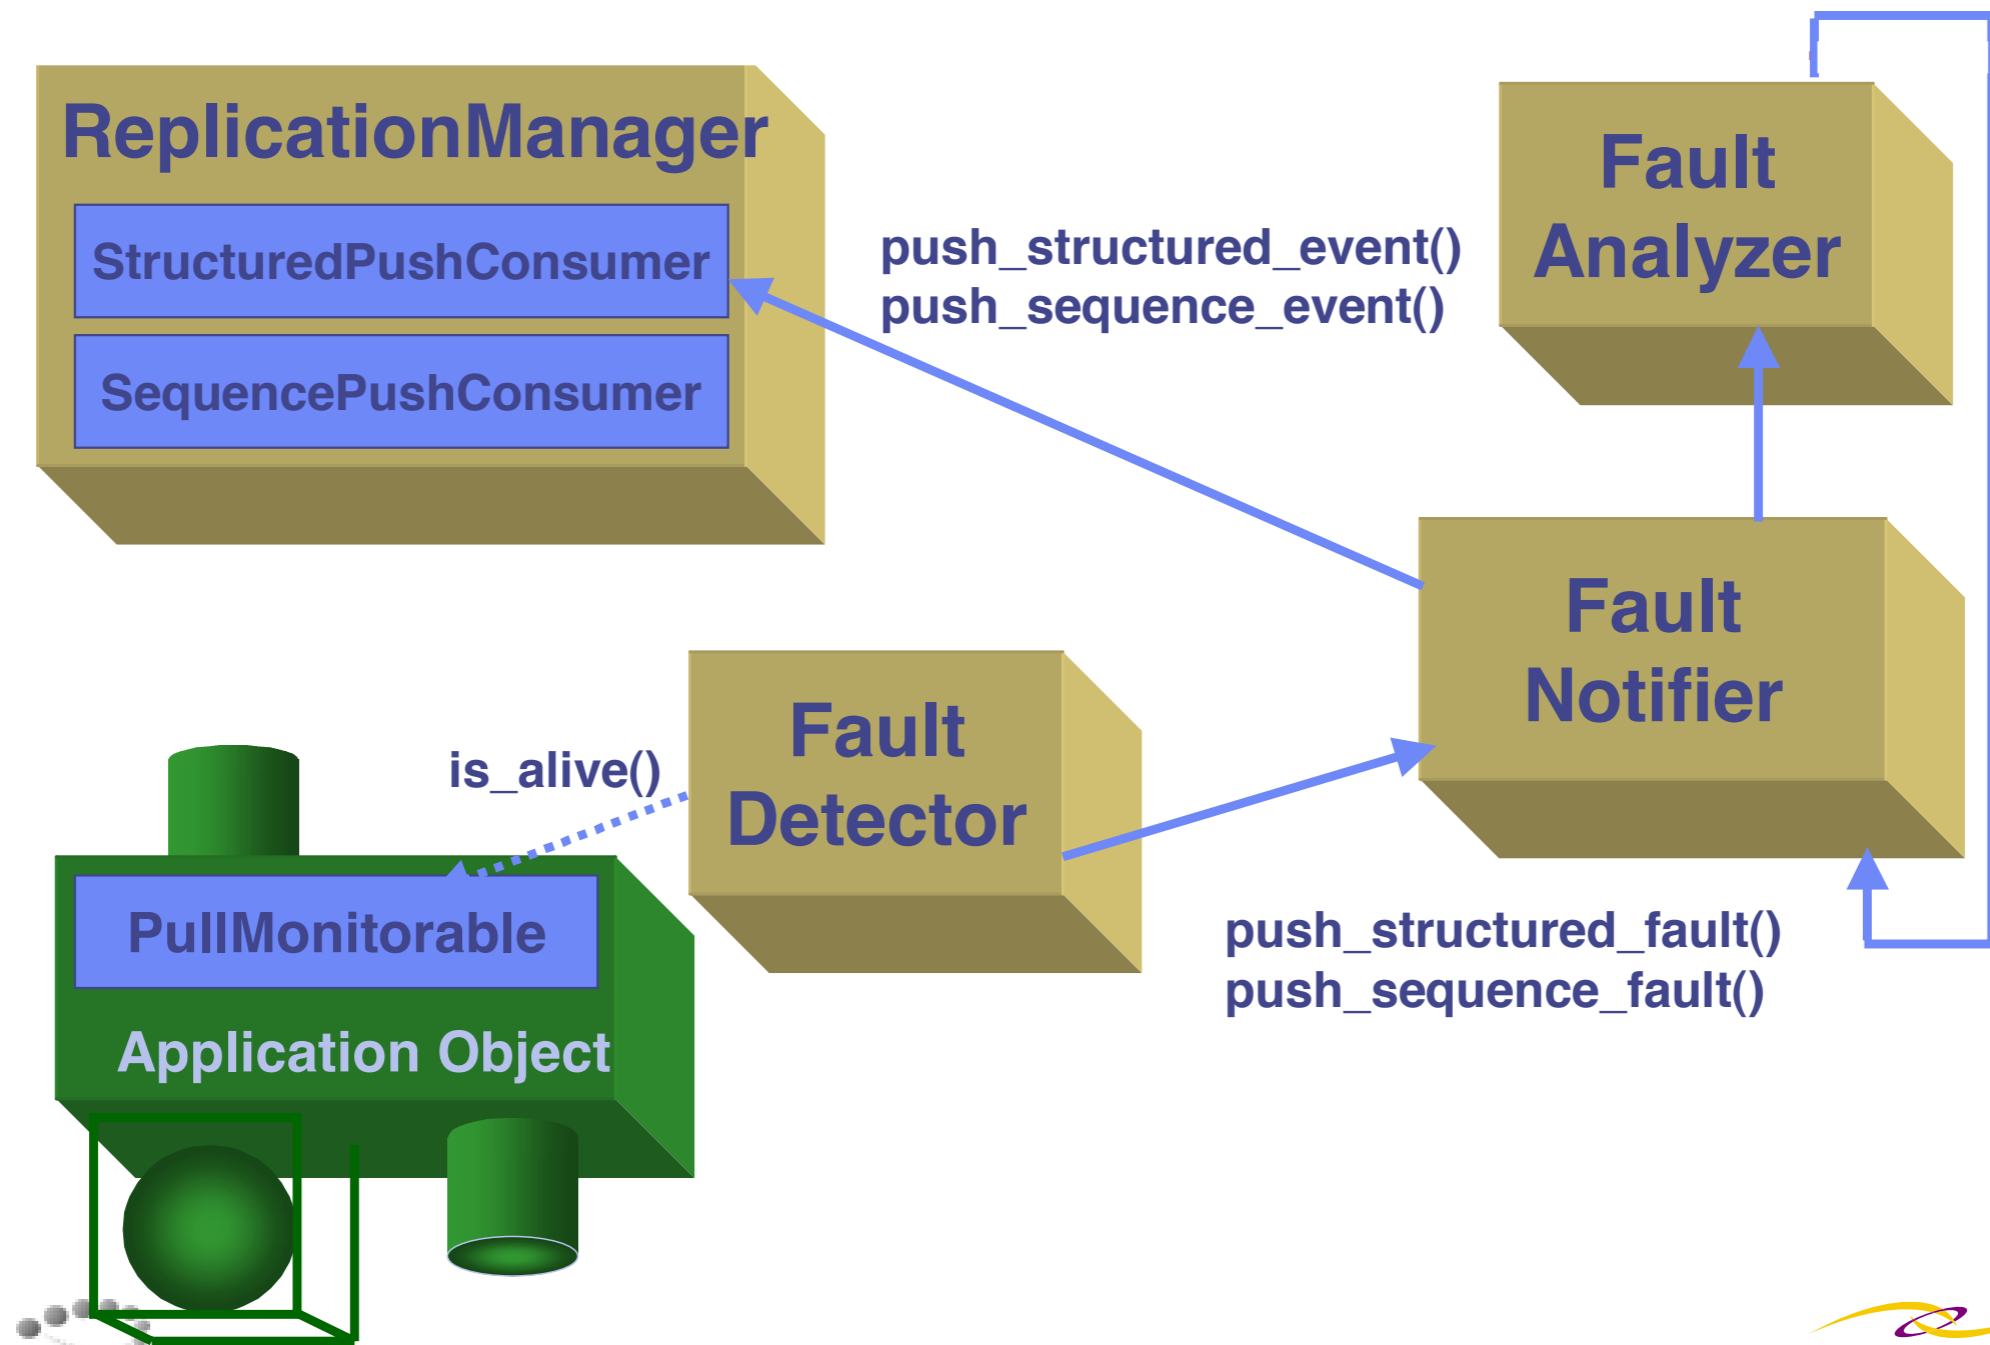 ReplicationManager
StructuredPushConsumer
SequencePushConsumer
push_structured_event()
push_sequence_event()
Fault
Analyzer
Fault
Notifier
Fault
Detector
is_alive()
PullMonitorable
Application Object
push_structured_fault()
push_sequence_fault()